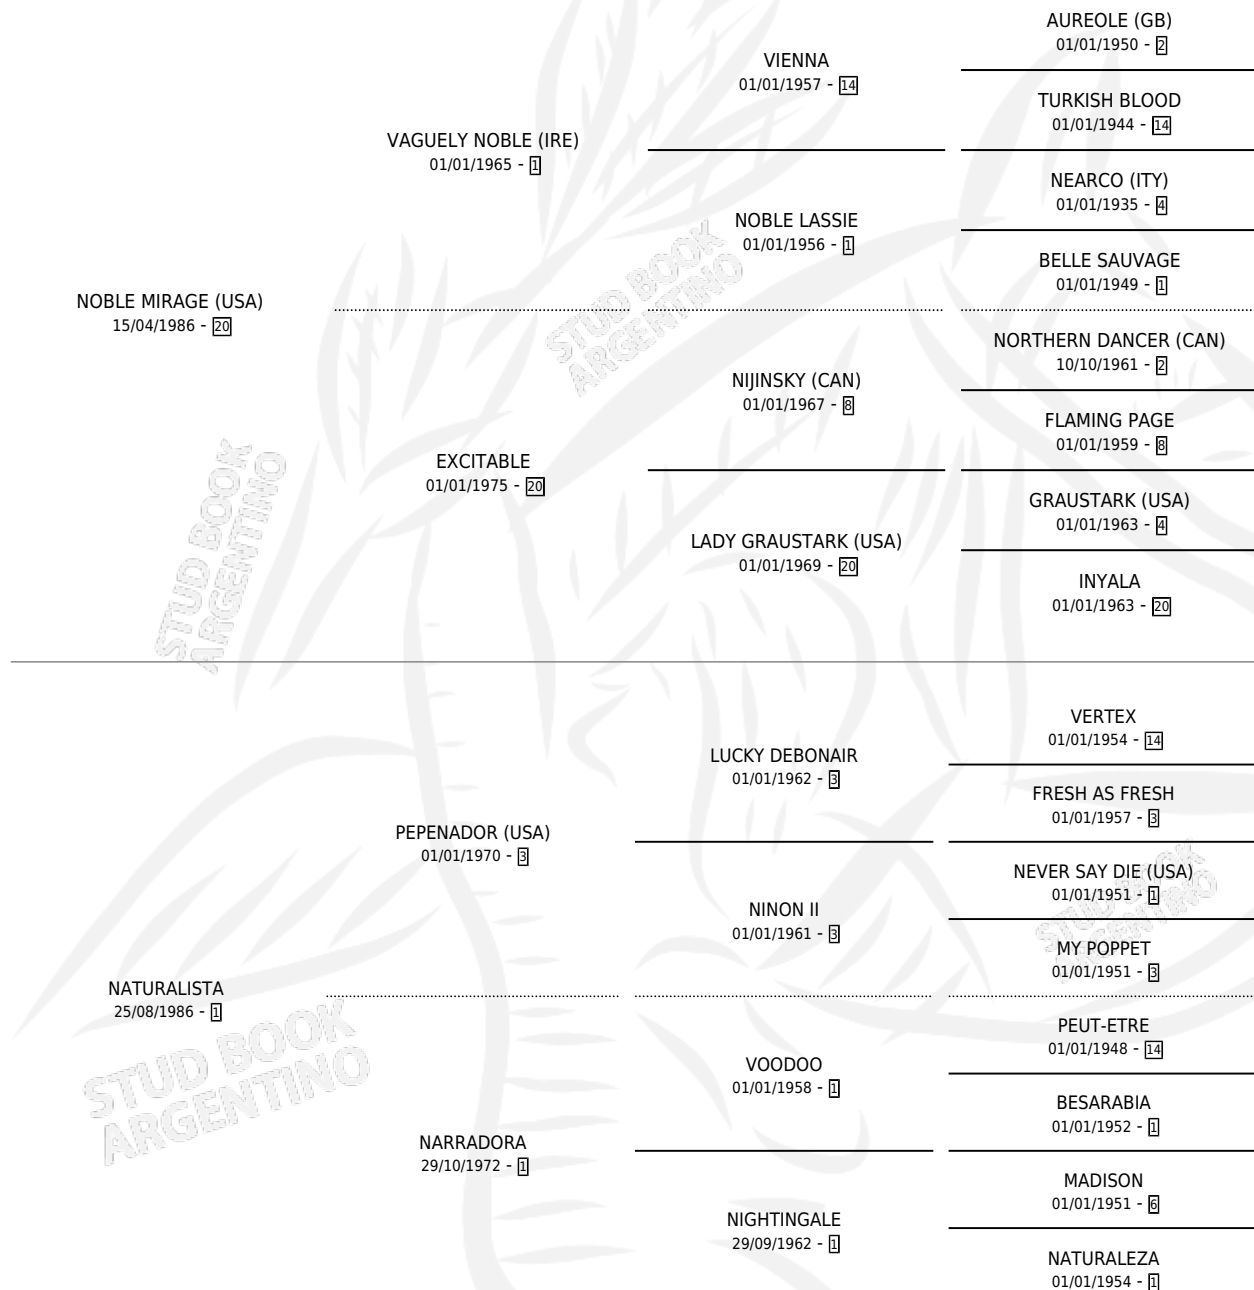 AUREOLE (GB)
01/01/1950 - 2
VIENNA
01/01/1957 - 14
TURKISH BLOOD
01/01/1944 - 14
VAGUELY NOBLE (IRE)
01/01/1965 - 1
NEARCO (ITY)
01/01/1935 - 4
NOBLE LASSIE
01/01/1956 - 1
BELLE SAUVAGE
01/01/1949 - 1
NOBLE MIRAGE (USA)
15/04/1986 - 20
NORTHERN DANCER (CAN)
10/10/1961 - 2
NIJINSKY (CAN)
01/01/1967 - 8
FLAMING PAGE
01/01/1959 - 8
EXCITABLE
01/01/1975 - 20
GRAUSTARK (USA)
01/01/1963 - 4
LADY GRAUSTARK (USA)
01/01/1969 - 20
INYALA
01/01/1963 - 20
VERTEX
01/01/1954 - 14
LUCKY DEBONAIR
01/01/1962 - 3
FRESH AS FRESH
01/01/1957 - 3
PEPENADOR (USA)
01/01/1970 - 3
NEVER SAY DIE (USA)
01/01/1951 - 1
NINON II
01/01/1961 - 3
MY POPPET
01/01/1951 - 3
NATURALISTA
25/08/1986 - 1
PEUT-ETRE
01/01/1948 - 14
VOODOO
01/01/1958 - 1
BESARABIA
01/01/1952 - 1
NARRADORA
29/10/1972 - 1
MADISON
01/01/1951 - 6
NIGHTINGALE
29/09/1962 - 1
NATURALEZA
01/01/1954 - 1
STUD BOOK
ARGENTINO
STUD BOOK
ARGENTINO
STUD BOOK
ARGENTINO
STUD BOOK
ARGENTINO